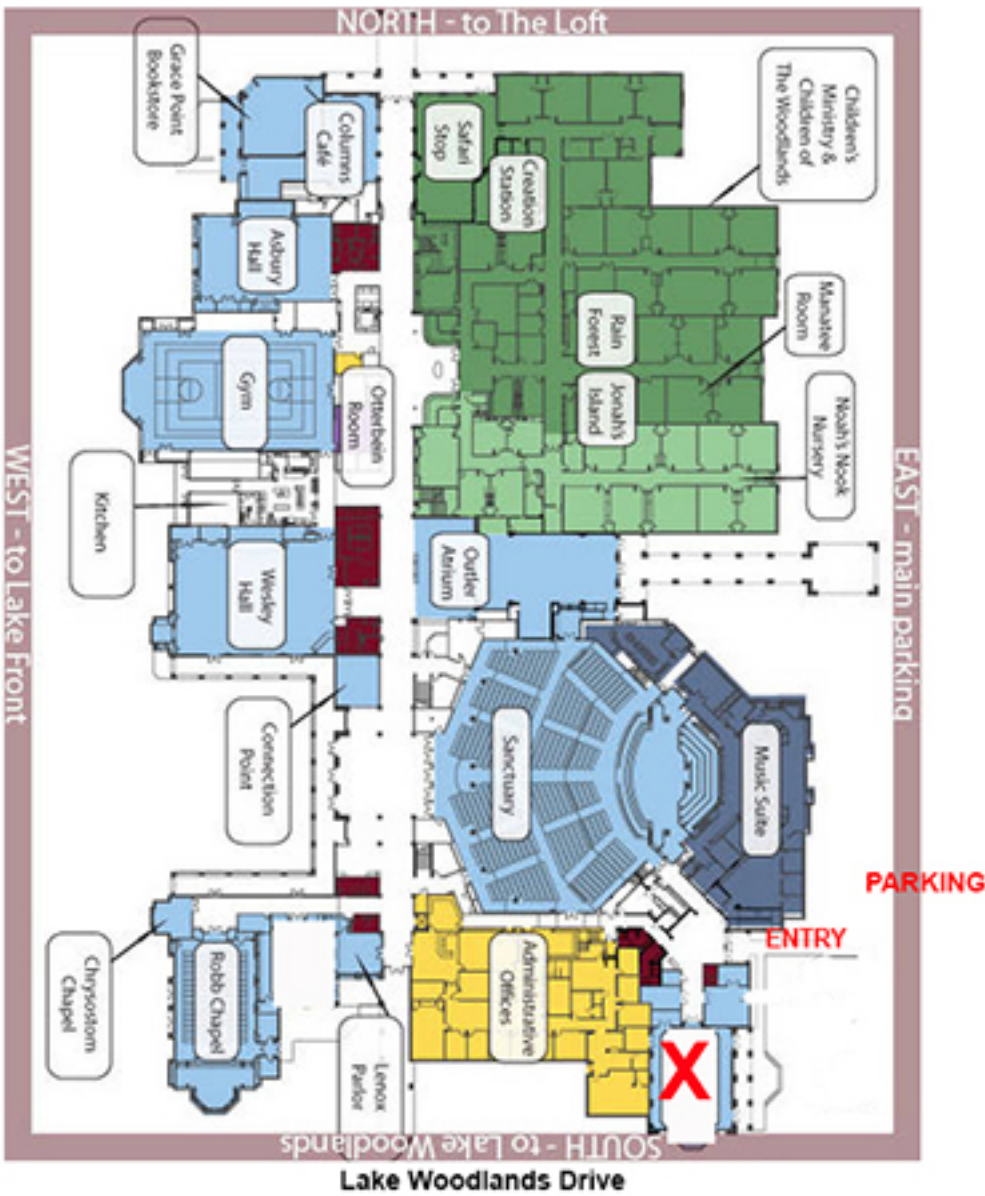 NORTH - to The Loft
Grace Point
Bookstore
Columns
Café
Safari
Stop
Creation
Station
Children's
Ministry &
Children of
The Woodlands
Asbury
Hall
Rain
Forest
Manatee
Room
Gym
Otterbein
Room
Jonah's
Island
Noah's Nook
Nursery
WEST - to Lake Front
EAST - main parking
Kitchen
Wesley
Hall
Outler
Atrium
Connection
Point
Sanctuary
Music Suite
PARKING
ENTRY
Chrysostom
Chapel
Robb Chapel
Lenox
Parlor
Administrative
Offices
X
SOUTH - to Lake Woodlands
Lake Woodlands Drive